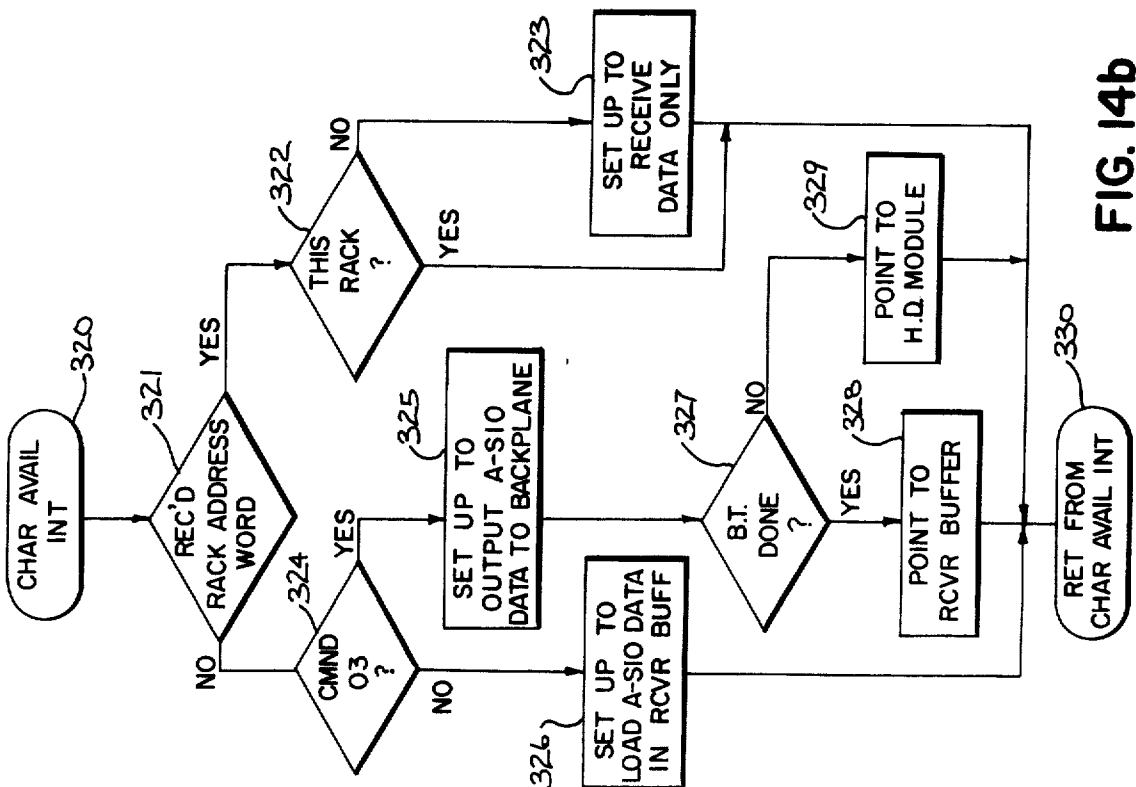 CHAR AVAIL
INT
320
321
REC'D
RACK ADDRESS
WORD
YES
NO
322
THIS
RACK
?
NO
YES
323
SET UP TO
RECEIVE
DATA ONLY
324
CMND
03
?
YES
NO
325
SET UP TO
OUTPUT A-SIO
DATA TO BACKPLANE
326
SET UP TO
LOAD A-SIO DATA
IN RCVR BUFF
327
B.T.
DONE
?
NO
YES
328
POINT TO
RCVR BUFFER
329
POINT TO
H.D. MODULE
330
RET FROM
CHAR AVAIL INT
FIG. 14b